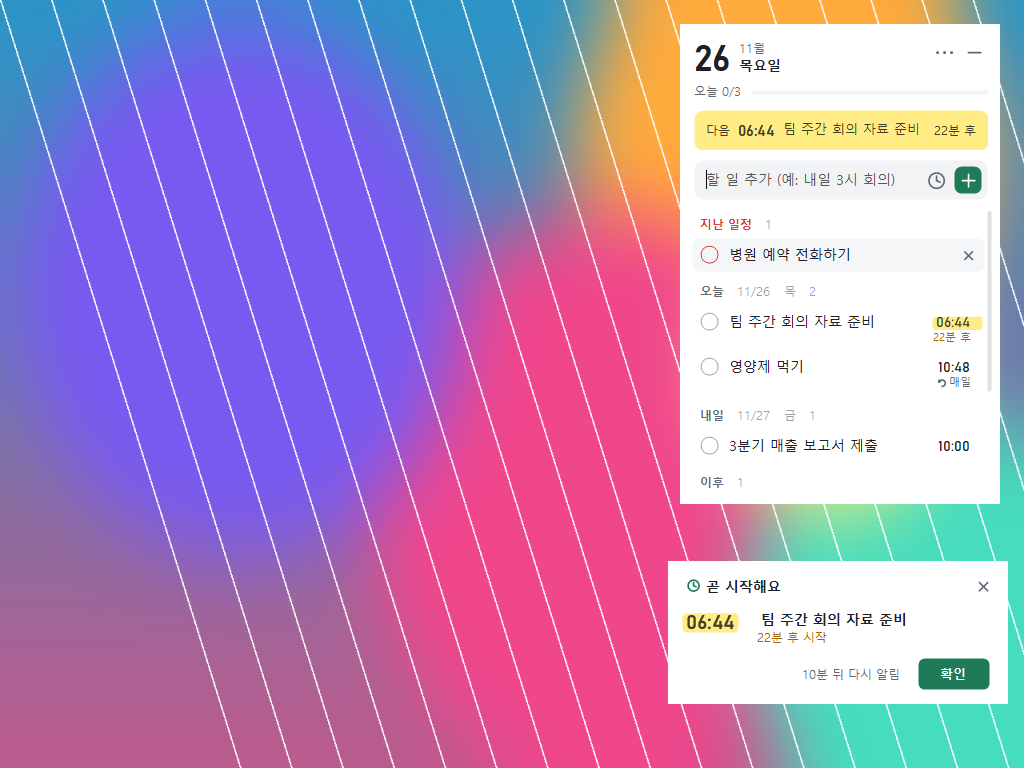 26
11월
목요일
오늘 0/3
다음 06:44 팀 주간 회의 자료 준비 22분 후
할 일 추가 (예: 내일 3시 회의)
지난 일정 1
병원 예약 전화하기
오늘 11/26 목 2
팀 주간 회의 자료 준비 06:44
22분 후
영양제 먹기 10:48
매일
내일 11/27 금 1
3분기 매출 보고서 제출 10:00
이후 1
곧 시작해요
06:44 팀 주간 회의 자료 준비
22분 후 시작
10분 뒤 다시 알림 확인